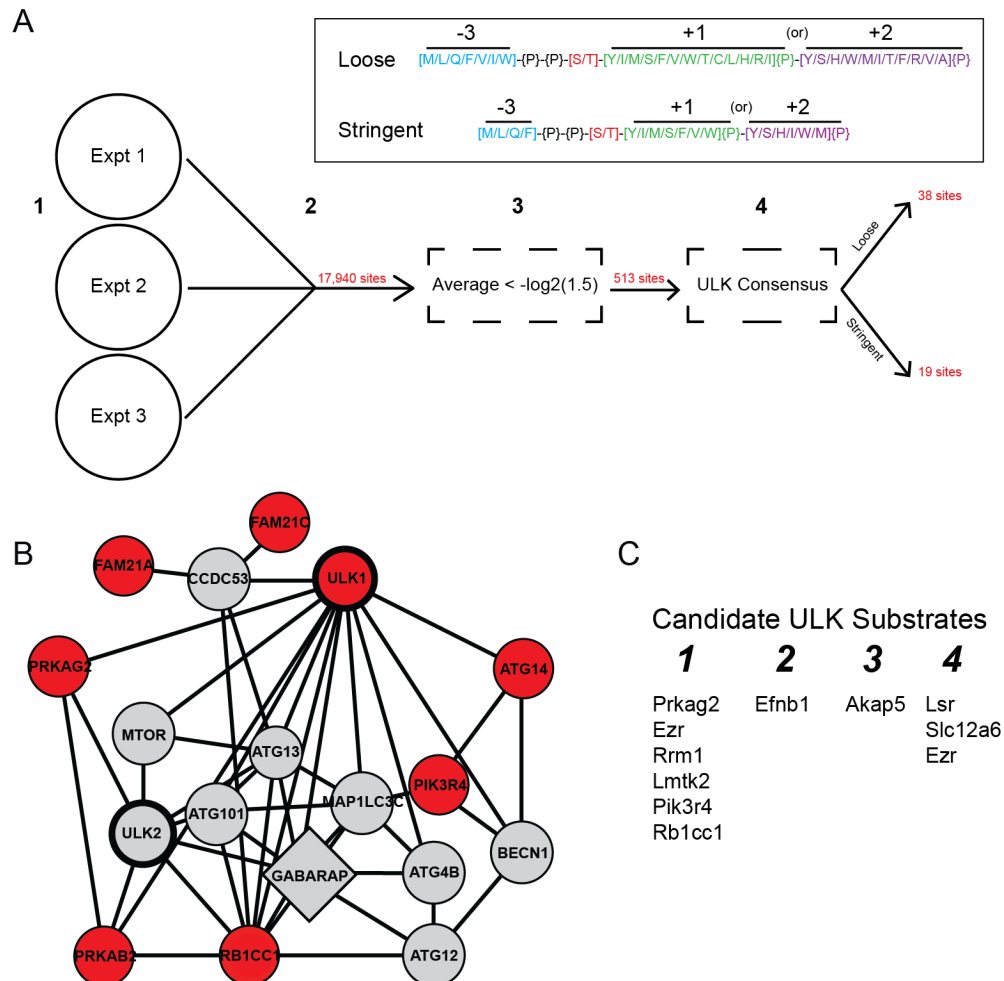 A
-3 +1 (or) +2
Loose [M/L/Q/F/V/I/W]-{P}-{P}-[S/T]-[Y/I/M/S/F/V/W/T/C/L/H/R/I]{P}-[Y/S/H/W/M/I/T/F/R/V/A]{P}
-3 +1 (or) +2
Stringent [M/L/Q/F]-{P}-{P}-[S/T]-[Y/I/M/S/F/V/W]{P}-[Y/S/H/I/W/M]{P}
1 2 3 4
Expt 1
Expt 2
Expt 3
17,940 sites
Average < -log2(1.5)
513 sites
ULK Consensus
Loose
38 sites
Stringent
19 sites
B
FAM21C
FAM21A
CCDC53
ULK1
PRKAG2
ATG14
MTOR
ATG13
PIK3R4
MAP1LC3C
ATG101
ULK2
BECN1
GABARAP
ATG4B
PRKAB2
RB1CC1
ATG12
C
Candidate ULK Substrates
1 2 3 4
Prkag2 Efnb1 Akap5 Lsr
Ezr Slc12a6
Rrm1 Ezr
Lmtk2
Pik3r4
Rb1cc1